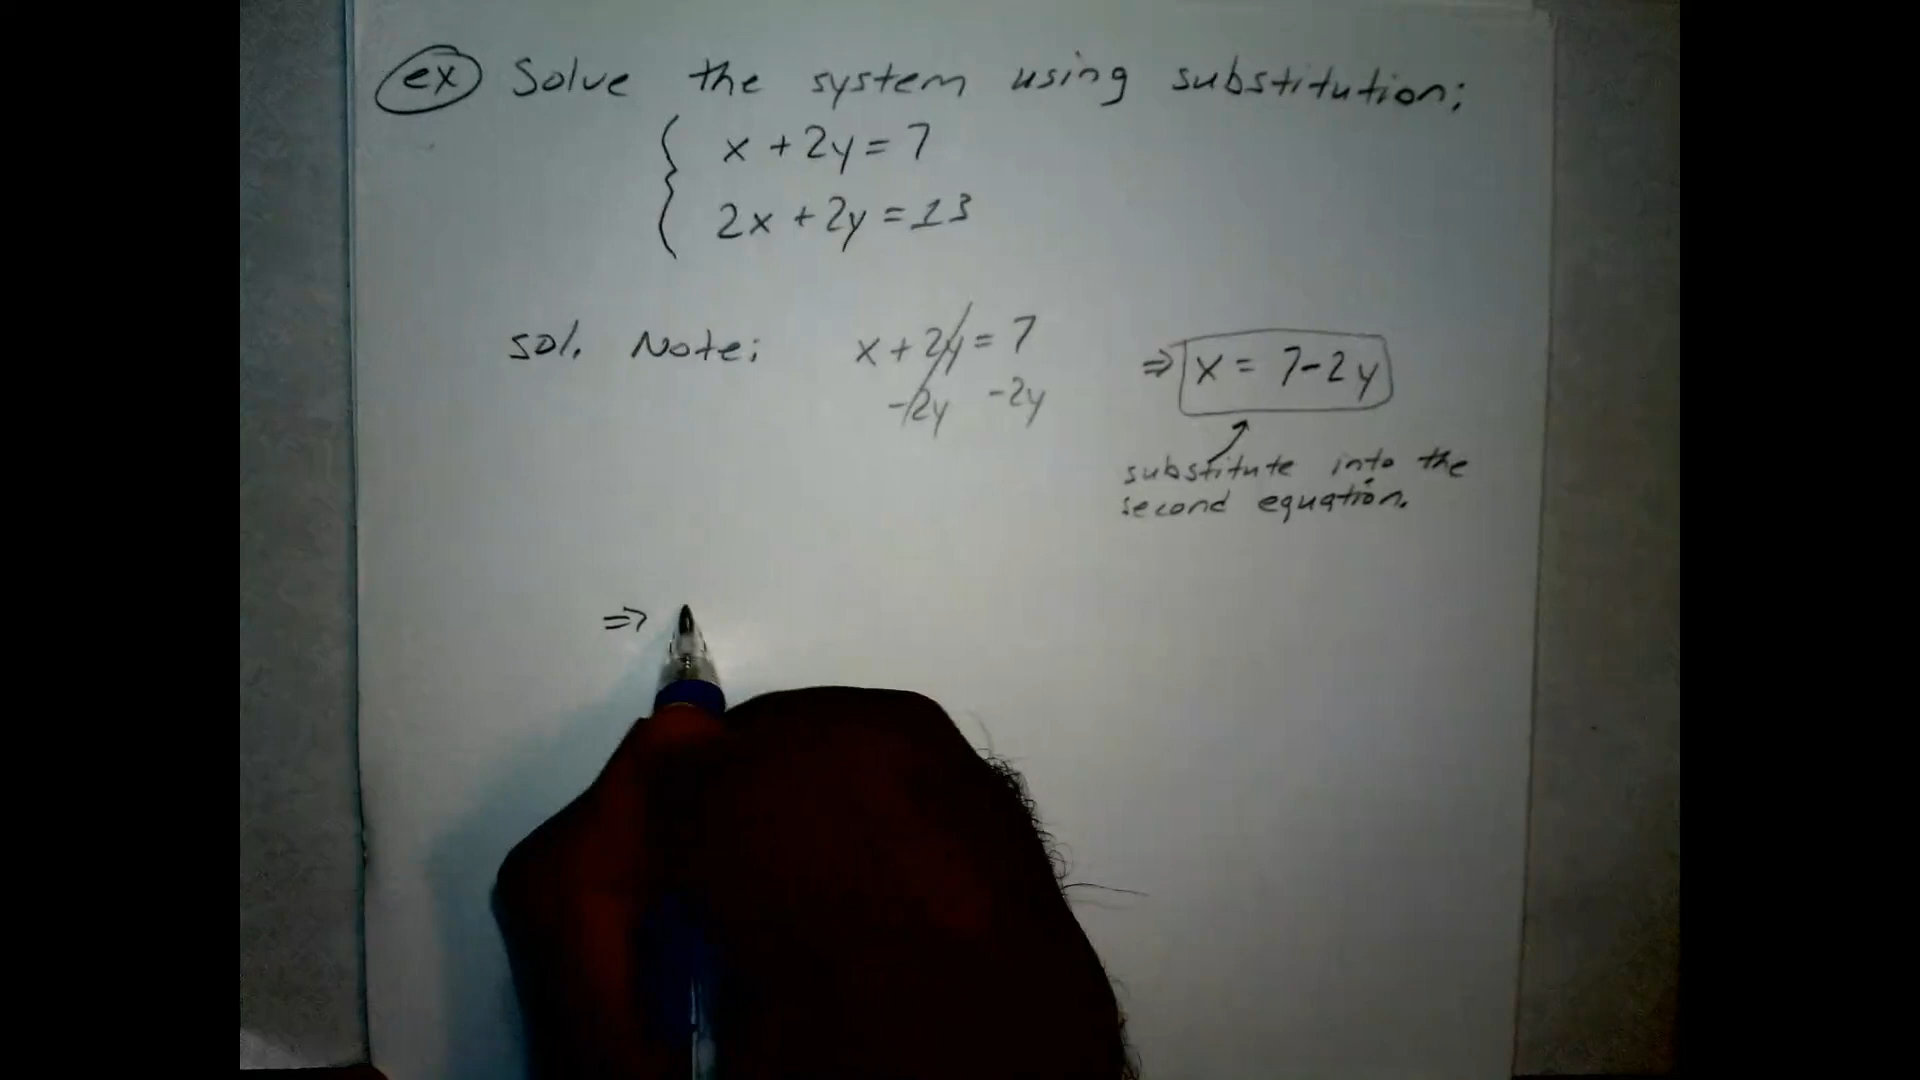 ex Solve the system using substitution:
x + 2y = 7
2x + 2y = 13
sol. Note: x + 2y = 7 ⇒ x = 7 - 2y
-2y -2y
substitute into the
second equation.
⇒